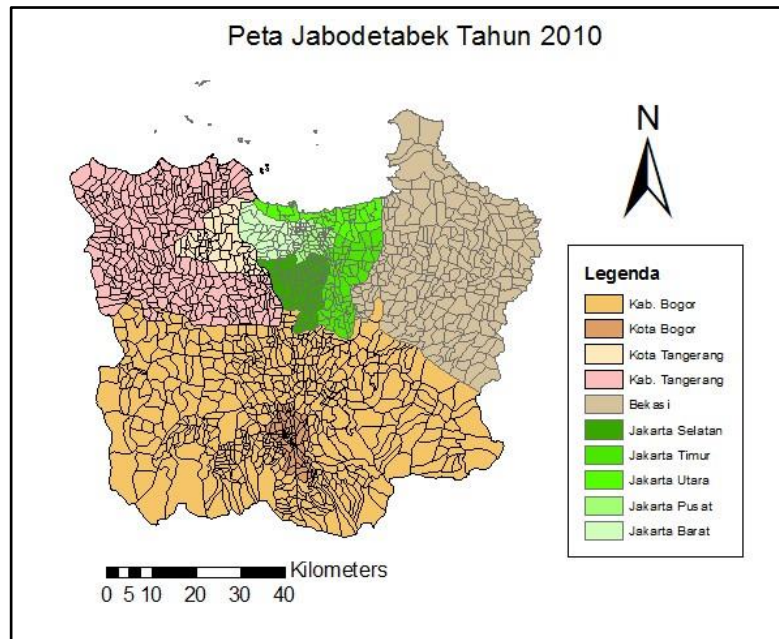 Peta Jabodetabek Tahun 2010
N
Legenda
Kab. Bogor
Kota Bogor
Kota Tangerang
Kab. Tangerang
Bekasi
Jakarta Selatan
Jakarta Timur
Jakarta Utara
Jakarta Pusat
Jakarta Barat
Kilometers
0 5 10 20 30 40